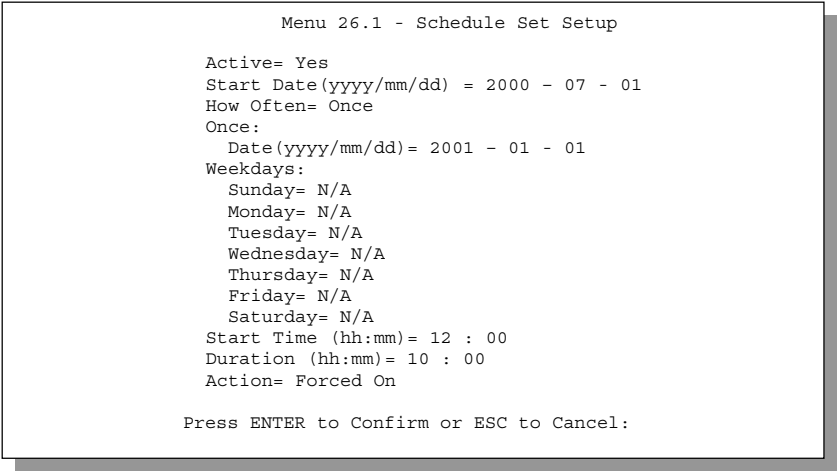 Menu 26.1 - Schedule Set Setup
Active= Yes
Start Date(yyyy/mm/dd) = 2000 – 07 - 01
How Often= Once
Once:
Date(yyyy/mm/dd)= 2001 – 01 - 01
Weekdays:
Sunday= N/A
Monday= N/A
Tuesday= N/A
Wednesday= N/A
Thursday= N/A
Friday= N/A
Saturday= N/A
Start Time (hh:mm)= 12 : 00
Duration (hh:mm)= 10 : 00
Action= Forced On
Press ENTER to Confirm or ESC to Cancel: